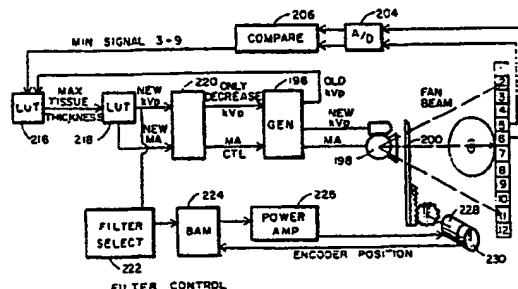 206
204
COMPARE
A/D
MIN SIGNAL 3-9
220
196
OLD kVp
MAX TISSUE THICKNESS
NEW kVp
ONLY DECREASE kVp
LUT
LUT
GEN
NEW kVp
FAN BEAM
200
216
218
NEW MA
MA CTL
MA
198
1
2
3
4
5
6
7
8
9
10
11
12
224
226
228
FILTER SELECT
BAM
POWER AMP
230
222
ENCODER POSITION
FILTER CONTROL